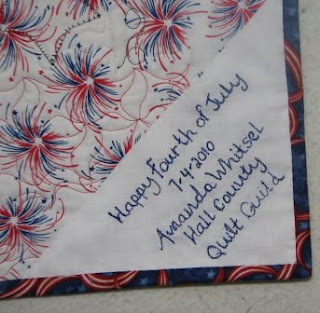 Happy Fourth of July
7-4-2010
Amanda Whitsel
Hall County
Quilt Guild